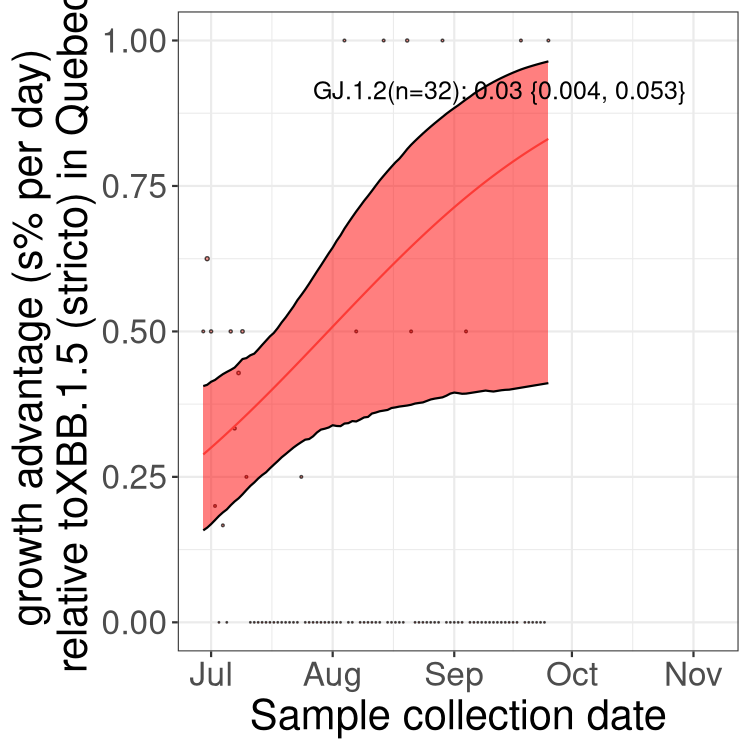 growth advantage (s% per day)
relative toXBB.1.5 (stricto) in Quebec
1.00
0.75
0.50
0.25
0.00
GJ.1.2(n=32): 0.03 {0.004, 0.053}
Jul Aug Sep Oct Nov
Sample collection date